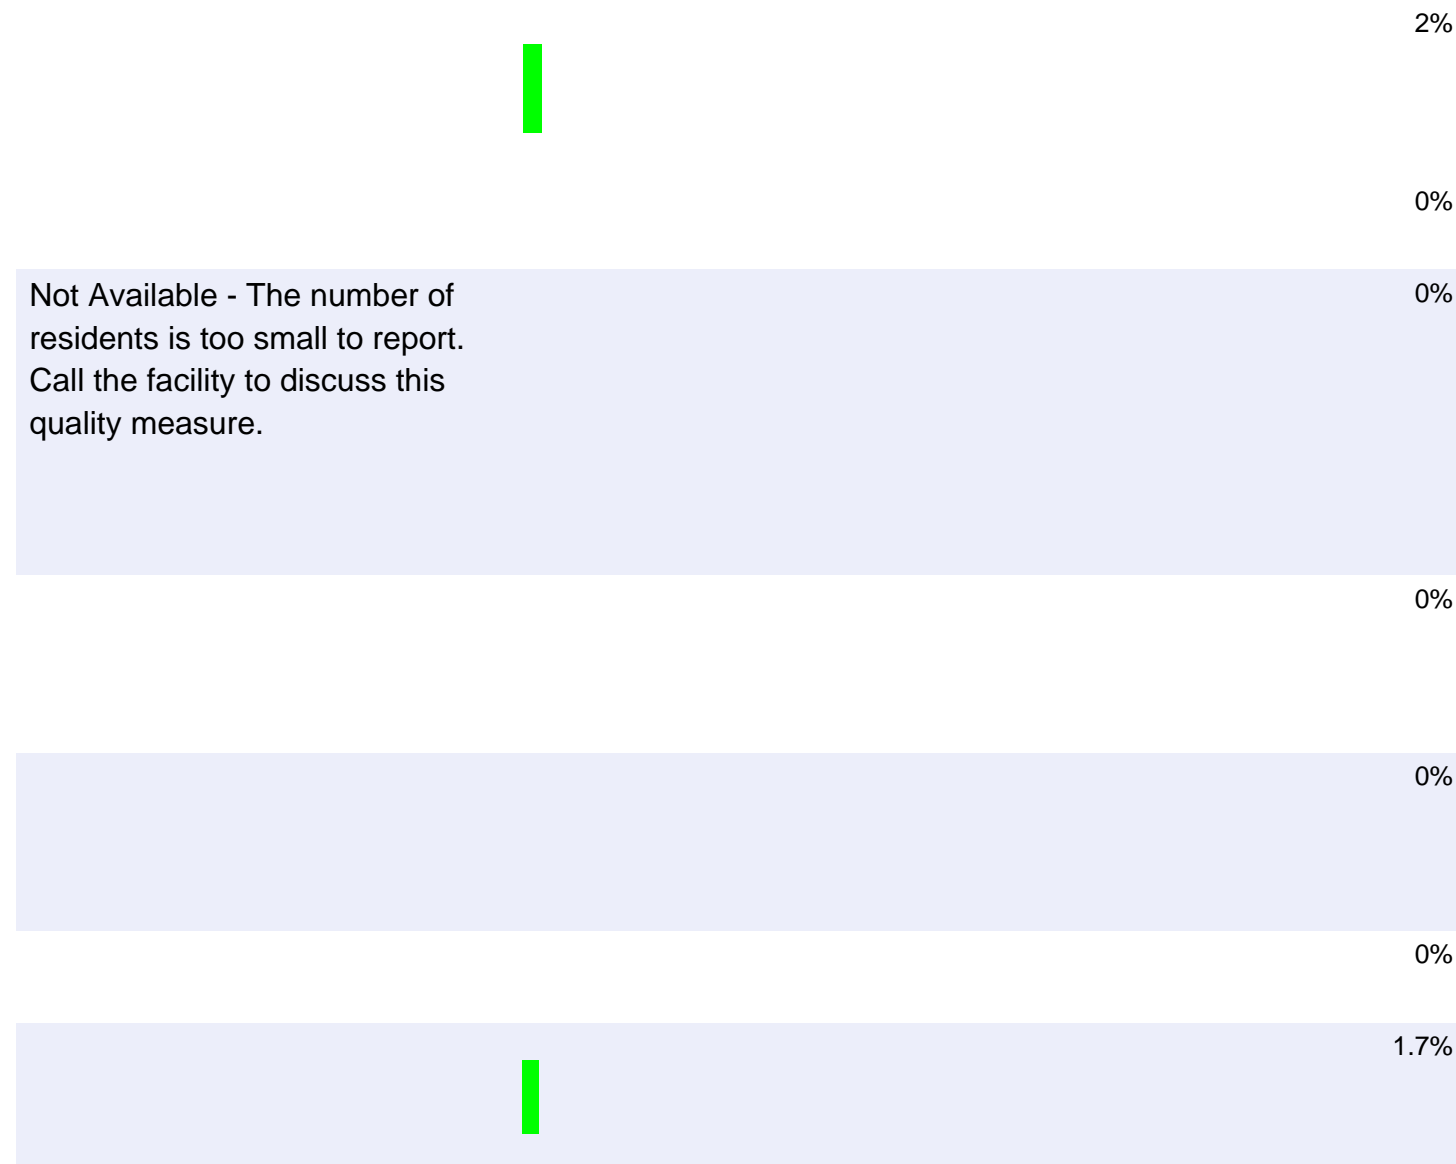 2%
0%
Not Available - The number of
0%
residents is too small to report.
Call the facility to discuss this
quality measure.
0%
0%
0%
1.7%